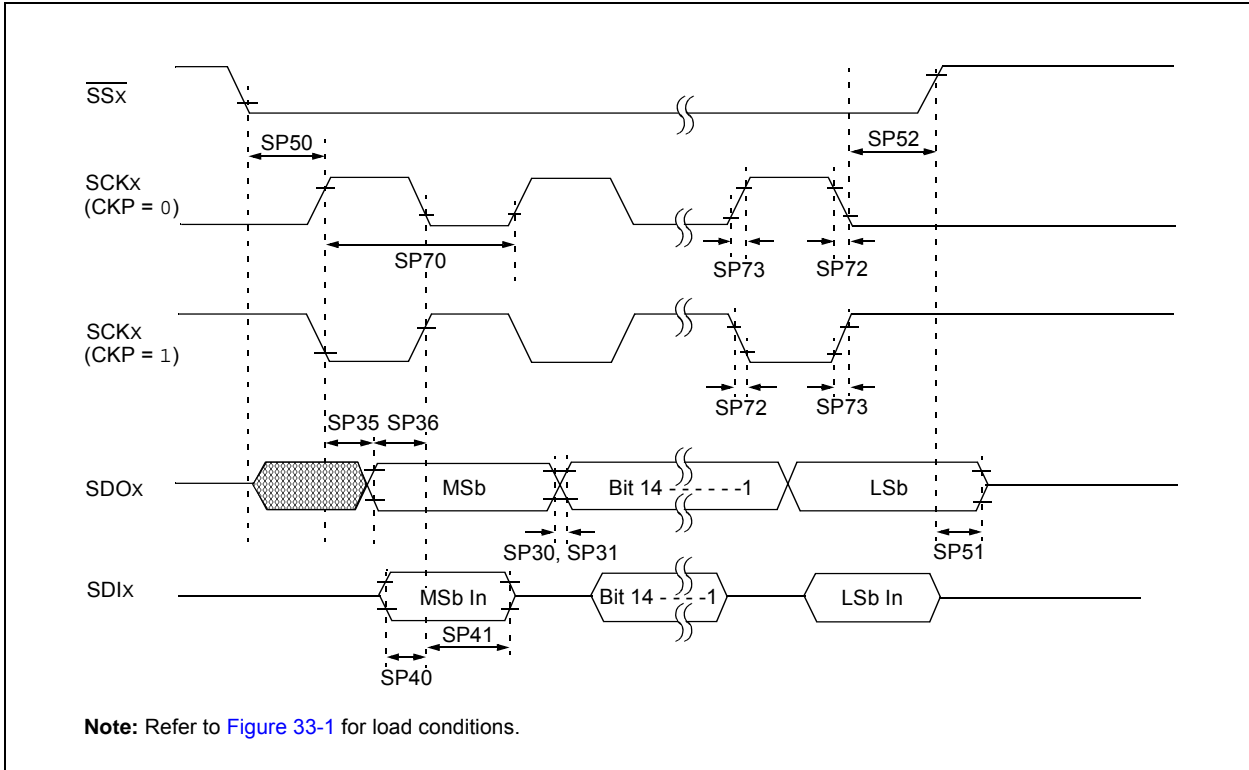 SSx
SP50
SP52
SCKx
(CKP = 0)
SP70
SP73
SP72
SCKx
(CKP = 1)
SP72
SP73
SP35 SP36
SDOx
MSb
Bit 14 - - - - - -1
LSb
SP30, SP31
SP51
SDIx
MSb In
Bit 14 - - - -1
LSb In
SP41
SP40
Note: Refer to Figure 33-1 for load conditions.